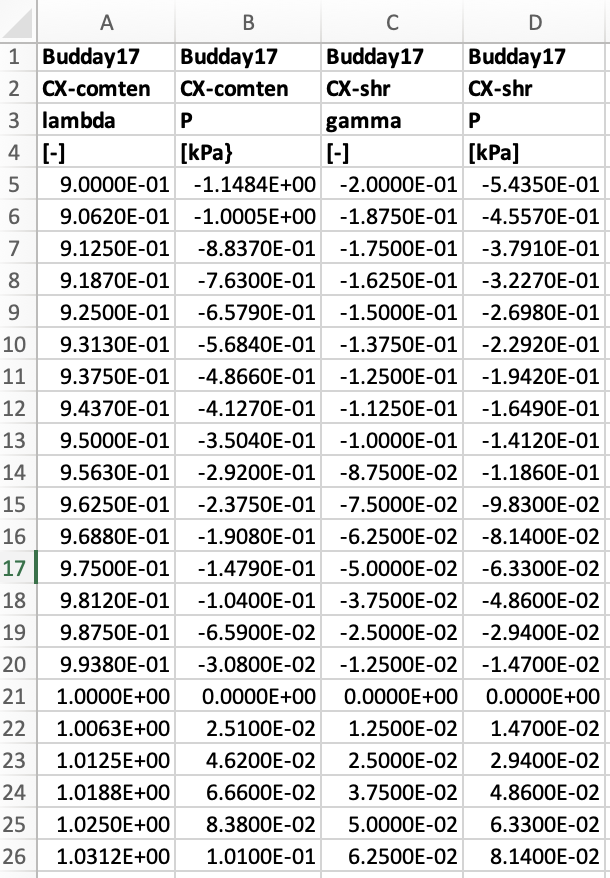 A B C D
1 Budday17 Budday17 Budday17 Budday17
2 CX-comten CX-comten CX-shr CX-shr
3 lambda P gamma P
4 [-] [kPa} [-] [kPa]
5 9.0000E-01 -1.1484E+00 -2.0000E-01 -5.4350E-01
6 9.0620E-01 -1.0005E+00 -1.8750E-01 -4.5570E-01
7 9.1250E-01 -8.8370E-01 -1.7500E-01 -3.7910E-01
8 9.1870E-01 -7.6300E-01 -1.6250E-01 -3.2270E-01
9 9.2500E-01 -6.5790E-01 -1.5000E-01 -2.6980E-01
10 9.3130E-01 -5.6840E-01 -1.3750E-01 -2.2920E-01
11 9.3750E-01 -4.8660E-01 -1.2500E-01 -1.9420E-01
12 9.4370E-01 -4.1270E-01 -1.1250E-01 -1.6490E-01
13 9.5000E-01 -3.5040E-01 -1.0000E-01 -1.4120E-01
14 9.5630E-01 -2.9200E-01 -8.7500E-02 -1.1860E-01
15 9.6250E-01 -2.3750E-01 -7.5000E-02 -9.8300E-02
16 9.6880E-01 -1.9080E-01 -6.2500E-02 -8.1400E-02
17 9.7500E-01 -1.4790E-01 -5.0000E-02 -6.3300E-02
18 9.8120E-01 -1.0400E-01 -3.7500E-02 -4.8600E-02
19 9.8750E-01 -6.5900E-02 -2.5000E-02 -2.9400E-02
20 9.9380E-01 -3.0800E-02 -1.2500E-02 -1.4700E-02
21 1.0000E+00 0.0000E+00 0.0000E+00 0.0000E+00
22 1.0063E+00 2.5100E-02 1.2500E-02 1.4700E-02
23 1.0125E+00 4.6200E-02 2.5000E-02 2.9400E-02
24 1.0188E+00 6.6600E-02 3.7500E-02 4.8600E-02
25 1.0250E+00 8.3800E-02 5.0000E-02 6.3300E-02
26 1.0312E+00 1.0100E-01 6.2500E-02 8.1400E-02